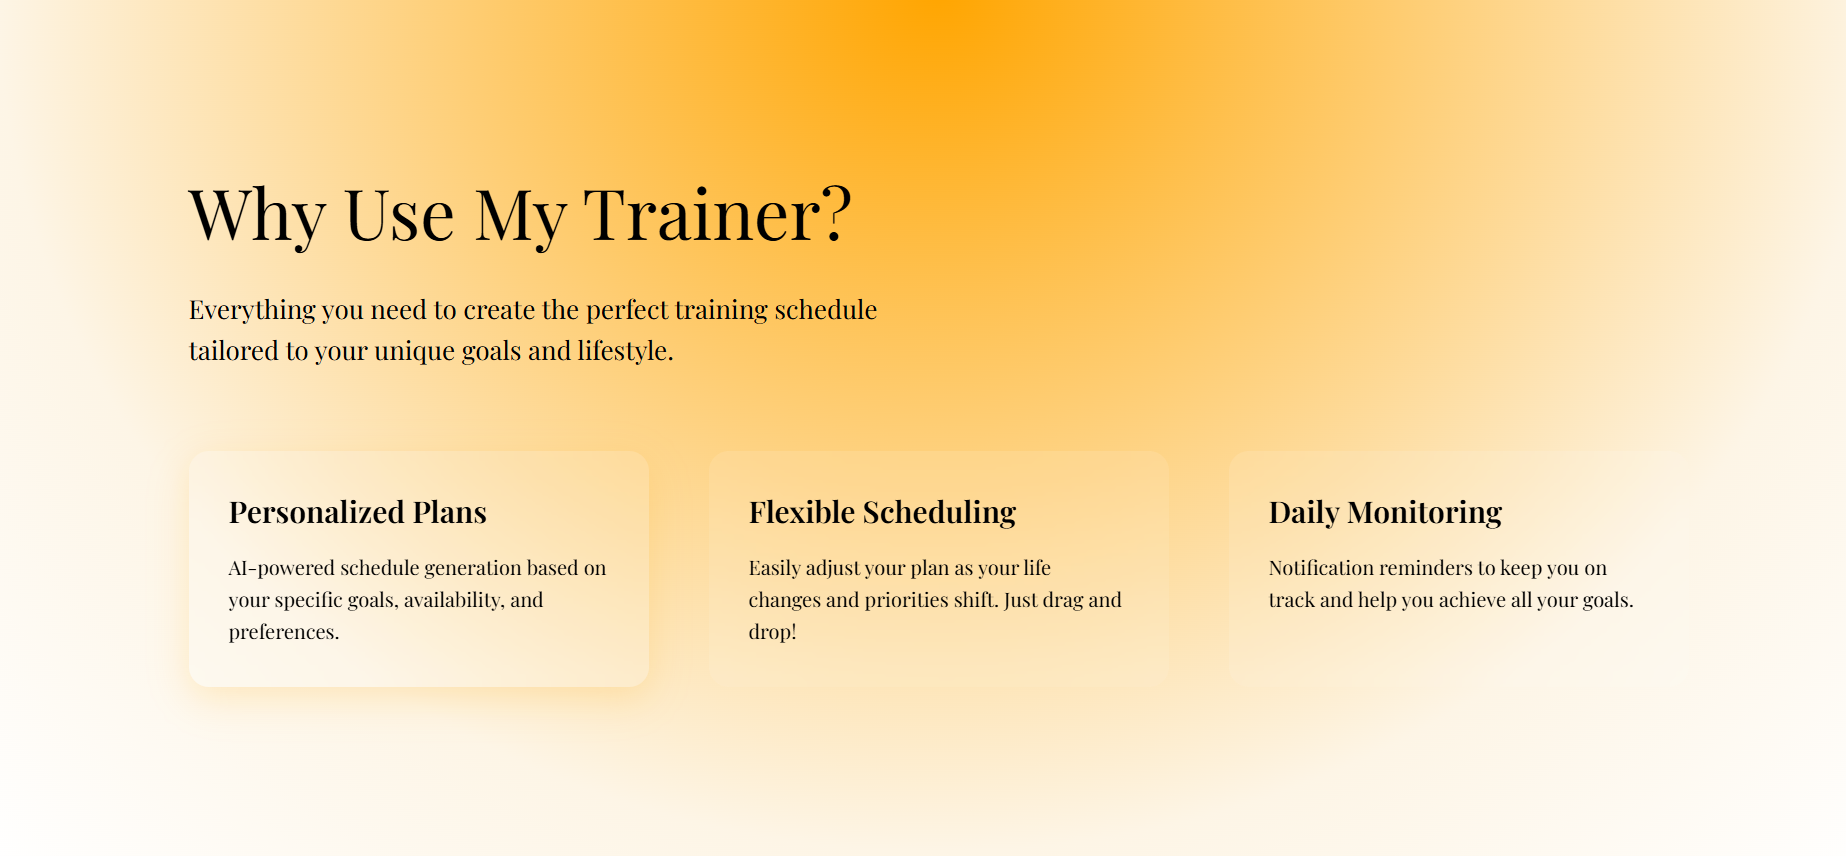 Why Use My Trainer?
Everything you need to create the perfect training schedule
tailored to your unique goals and lifestyle.
Personalized Plans
AI-powered schedule generation based on
your specific goals, availability, and
preferences.
Flexible Scheduling
Easily adjust your plan as your life
changes and priorities shift. Just drag and
drop!
Daily Monitoring
Notification reminders to keep you on
track and help you achieve all your goals.